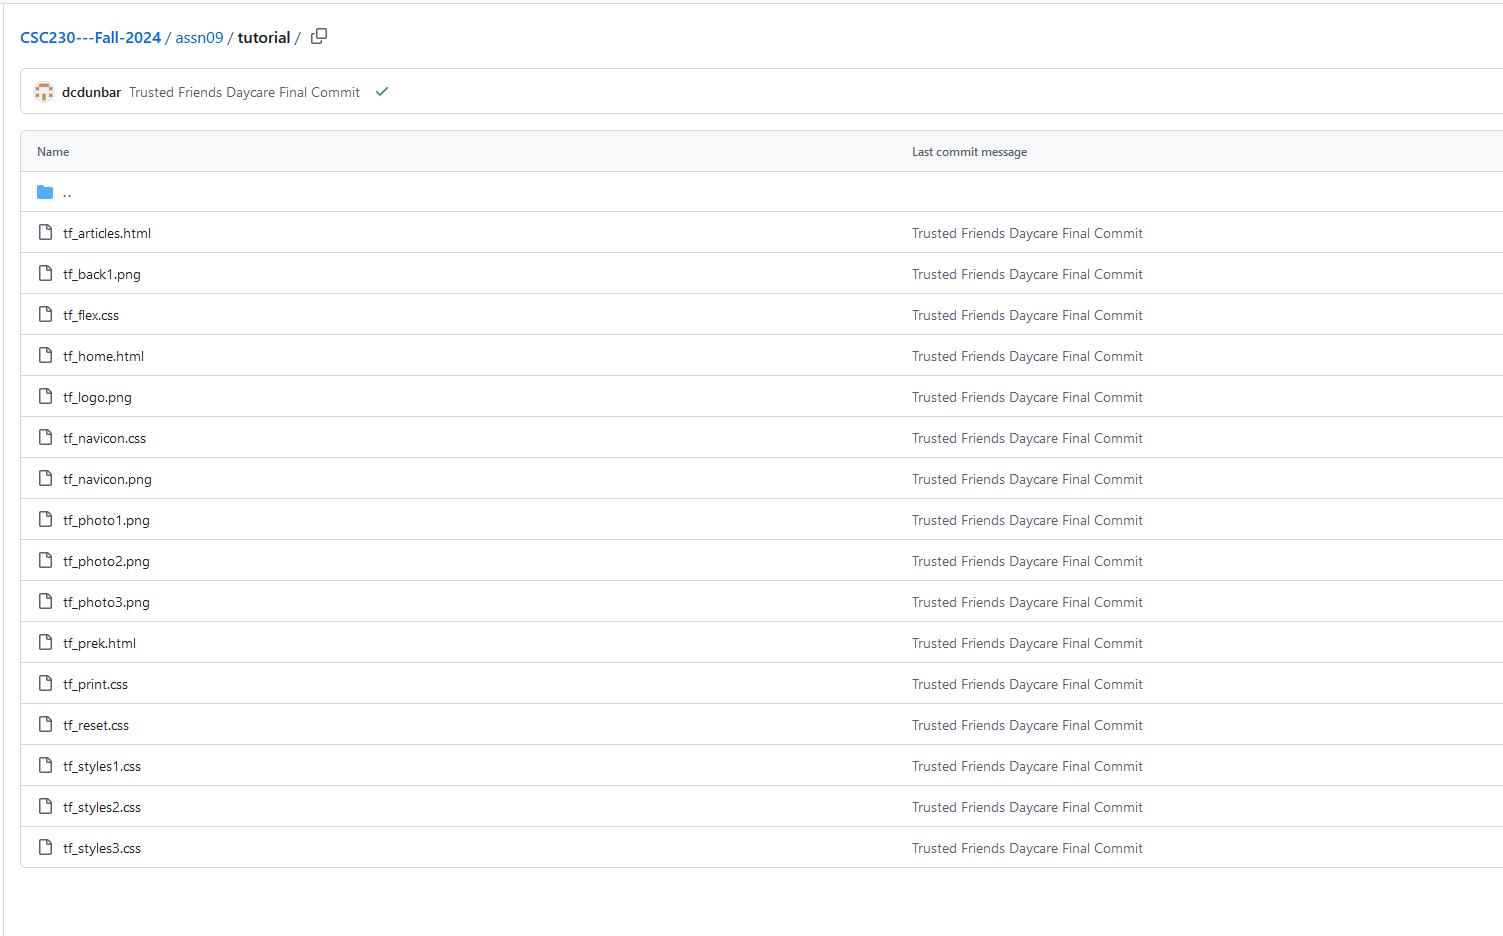 CSC230---Fall-2024 / assn09 / tutorial /
dcdunbar Trusted Friends Daycare Final Commit
Name Last commit message
..
tf_articles.html Trusted Friends Daycare Final Commit
tf_back1.png Trusted Friends Daycare Final Commit
tf_flex.css Trusted Friends Daycare Final Commit
tf_home.html Trusted Friends Daycare Final Commit
tf_logo.png Trusted Friends Daycare Final Commit
tf_navicon.css Trusted Friends Daycare Final Commit
tf_navicon.png Trusted Friends Daycare Final Commit
tf_photo1.png Trusted Friends Daycare Final Commit
tf_photo2.png Trusted Friends Daycare Final Commit
tf_photo3.png Trusted Friends Daycare Final Commit
tf_prek.html Trusted Friends Daycare Final Commit
tf_print.css Trusted Friends Daycare Final Commit
tf_reset.css Trusted Friends Daycare Final Commit
tf_styles1.css Trusted Friends Daycare Final Commit
tf_styles2.css Trusted Friends Daycare Final Commit
tf_styles3.css Trusted Friends Daycare Final Commit